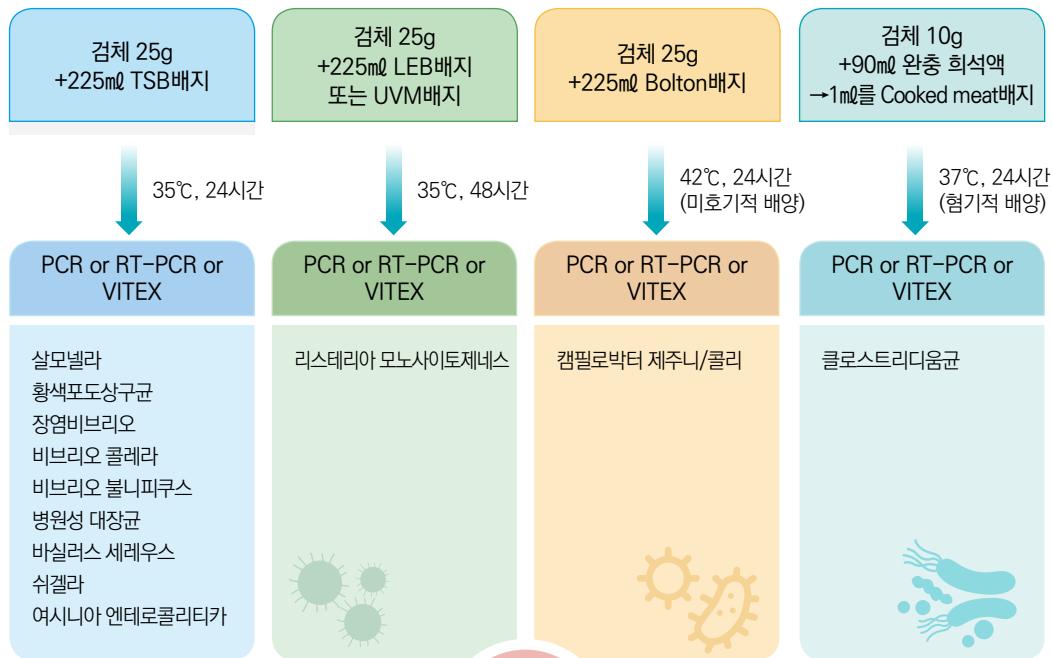 검체 25g
+225㎖ TSB배지
검체 25g
+225㎖ LEB배지
또는 UVM배지
검체 25g
+225㎖ Bolton배지
검체 10g
+90㎖ 완충 희석액
→1㎖를 Cooked meat배지
35℃, 24시간
35℃, 48시간
42℃, 24시간
(미호기적 배양)
37℃, 24시간
(혐기적 배양)
PCR or RT-PCR or
VITEX
PCR or RT-PCR or
VITEX
PCR or RT-PCR or
VITEX
PCR or RT-PCR or
VITEX
살모넬라
황색포도상구균
장염비브리오
비브리오 콜레라
비브리오 불니피쿠스
병원성 대장균
바실러스 세레우스
쉬겔라
여시니아 엔테로콜리티카
리스테리아 모노사이토제네스
캠필로박터 제주니/콜리
클로스트리디움균